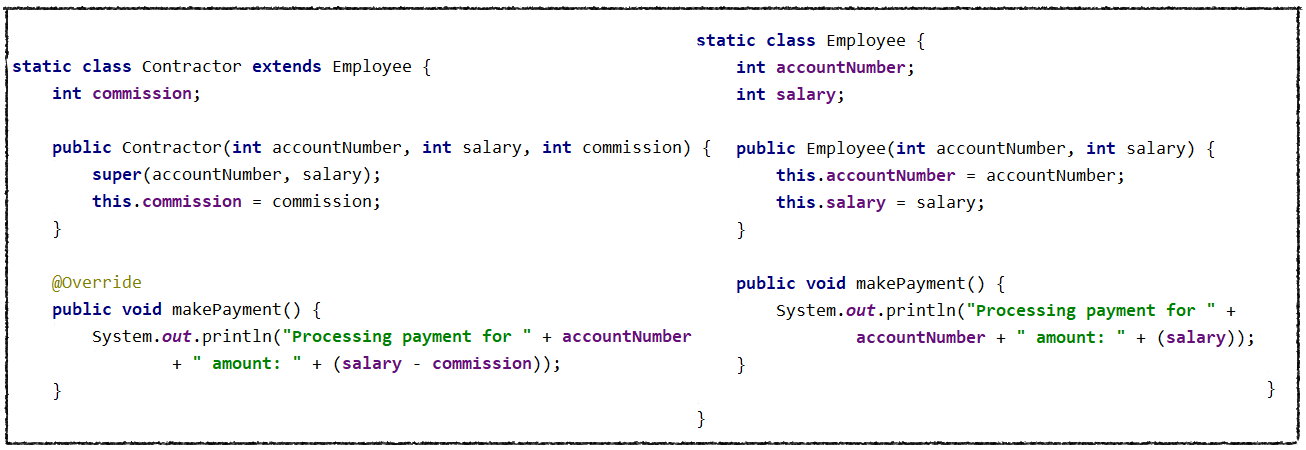 static class Contractor extends Employee {
    int commission;

    public Contractor(int accountNumber, int salary, int commission) {
        super(accountNumber, salary);
        this.commission = commission;
    }

    @Override
    public void makePayment() {
        System.out.println("Processing payment for " + accountNumber
                + " amount: " + (salary - commission));
    }

static class Employee {
    int accountNumber;
    int salary;

    public Employee(int accountNumber, int salary) {
        this.accountNumber = accountNumber;
        this.salary = salary;
    }

    public void makePayment() {
        System.out.println("Processing payment for " +
                accountNumber + " amount: " + (salary));
    }
}
}